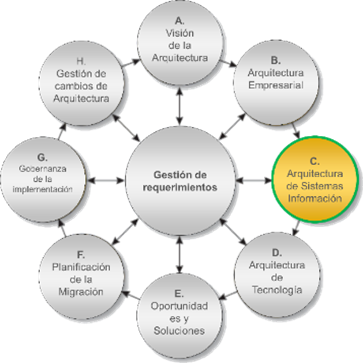 A.
Visión
de la
Arquitectura
B.
Arquitectura
Empresarial
C.
Arquitectura
de Sistemas
Información
D.
Arquitectura
de
Tecnología
E.
Oportunidad
es y
Soluciones
F.
Planificación
de la
Migración
G.
Gobernanza
de la
implementación
H.
Gestión de
cambios de
Arquitectura
Gestión de
requerimientos